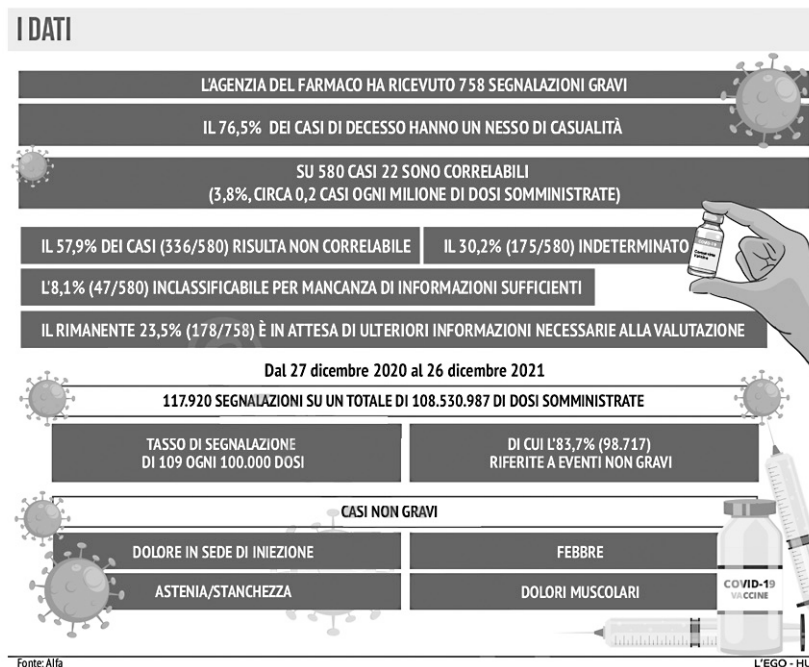 I DATI
L'AGENZIA DEL FARMACO HA RICEVUTO 758 SEGNALAZIONI GRAVI
IL 76,5% DEI CASI DI DECESSO HANNO UN NESSO DI CASUALITÀ
SU 580 CASI 22 SONO CORRELABILI
(3,8%, CIRCA 0,2 CASI OGNI MILIONE DI DOSI SOMMINISTRATE)
IL 57,9% DEI CASI (336/580) RISULTA NON CORRELABILE
IL 30,2% (175/580) INDETERMINATO
L'8,1% (47/580) INCLASSIFICABILE PER MANCANZA DI INFORMAZIONI SUFFICIENTI
IL RIMANENTE 23,5% (178/758) È IN ATTESA DI ULTERIORI INFORMAZIONI NECESSARIE ALLA VALUTAZIONE
Dal 27 dicembre 2020 al 26 dicembre 2021
117.920 SEGNALAZIONI SU UN TOTALE DI 108.530.987 DI DOSI SOMMINISTRATE
TASSO DI SEGNALAZIONE
DI 109 OGNI 100.000 DOSI
DI CUI L'83,7% (98.717)
RIFERITE A EVENTI NON GRAVI
CASI NON GRAVI
DOLORE IN SEDE DI INIEZIONE
FEBBRE
ASTENIA/STANCHEZZA
DOLORI MUSCOLARI
COVID-19
VACCINE
Fonte: Alfa
L'EGO - HU